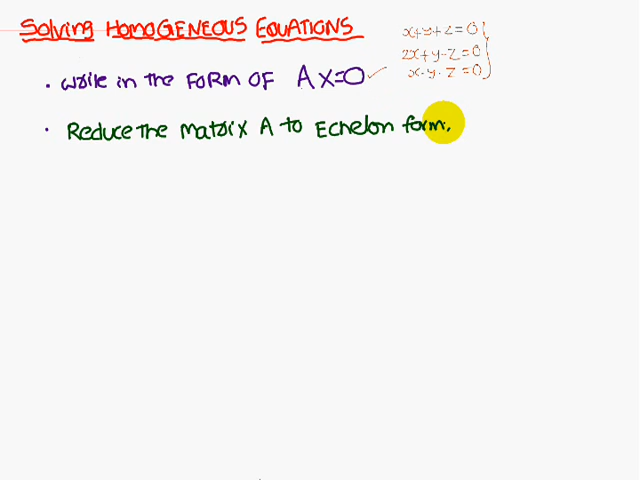 Solving HOMOGENEOUS EQUATIONS
x+y+z=0
2x+y-z=0
x-y-z=0
• write in the FORM OF AX=0 ✓
• Reduce the matrix A to Echelon form.